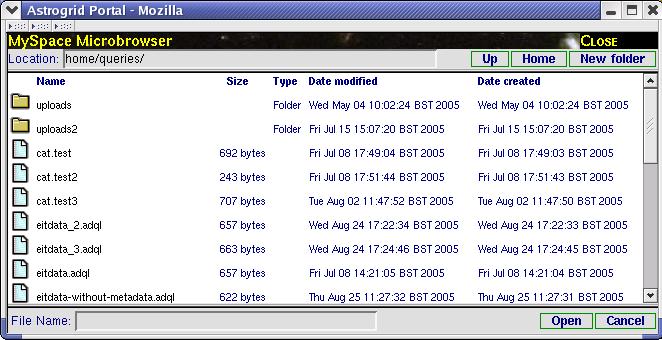 Astrogrid Portal - Mozilla
MySpace Microbrowser Close
Location: home/queries/ Up Home New folder
Name Size Type Date modified Date created
uploads Folder Wed May 04 10:02:24 BST 2005 Wed May 04 10:02:24 BST 2005
uploads2 Folder Fri Jul 15 15:07:20 BST 2005 Fri Jul 15 15:07:20 BST 2005
cat.test 692 bytes Fri Jul 08 17:49:04 BST 2005 Fri Jul 08 17:49:03 BST 2005
cat.test2 243 bytes Fri Jul 08 17:51:44 BST 2005 Fri Jul 08 17:51:43 BST 2005
cat.test3 707 bytes Tue Aug 02 11:47:52 BST 2005 Tue Aug 02 11:47:50 BST 2005
eitdata_2.adql 657 bytes Wed Aug 24 17:22:34 BST 2005 Wed Aug 24 17:22:33 BST 2005
eitdata_3.adql 663 bytes Wed Aug 24 17:24:46 BST 2005 Wed Aug 24 17:24:45 BST 2005
eitdata.adql 657 bytes Fri Jul 08 14:21:05 BST 2005 Fri Jul 08 14:21:04 BST 2005
eitdata-without-metadata.adql 622 bytes Thu Aug 25 11:27:32 BST 2005 Thu Aug 25 11:27:31 BST 2005
File Name: Open Cancel